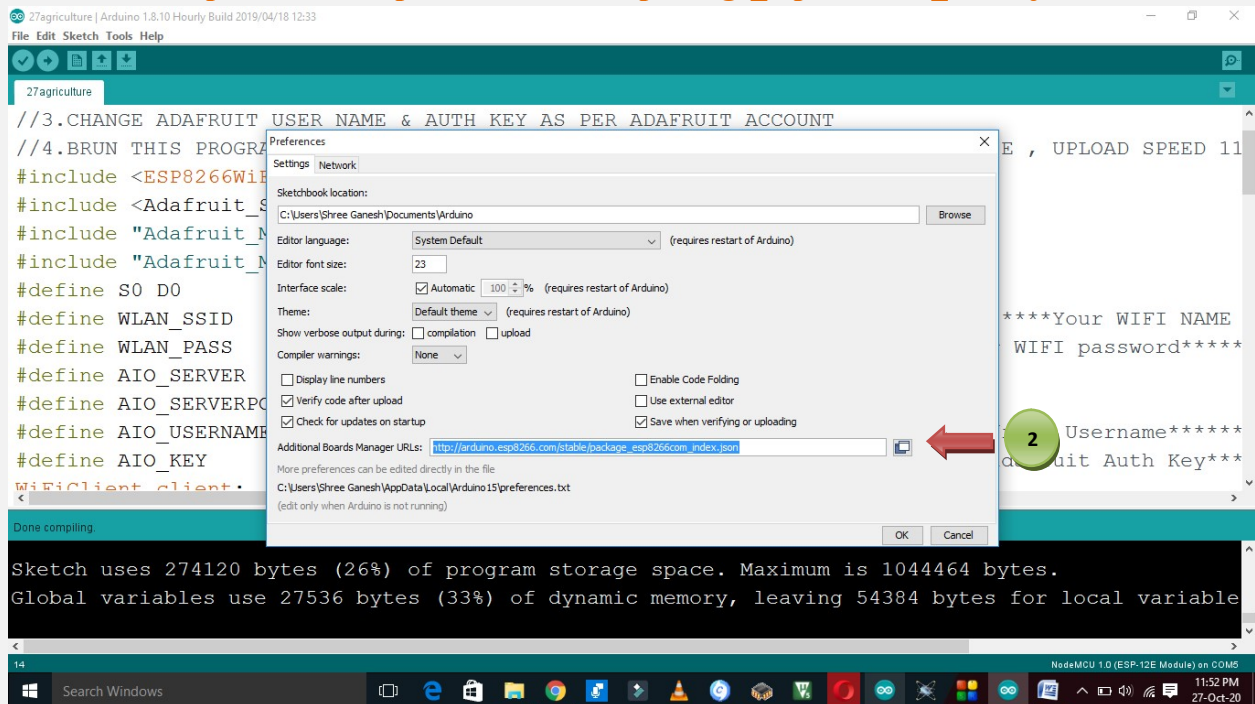 27agriculture | Arduino 1.8.10 Hourly Build 2019/04/18 12:33
File Edit Sketch Tools Help
27agriculture
//3.CHANGE ADAFRUIT USER NAME & AUTH KEY AS PER ADAFRUIT ACCOUNT
//4.BRUN THIS PROGRA
E , UPLOAD SPEED 11
#include <ESP8266WiF
#include <Adafruit_S
#include "Adafruit_M
#include "Adafruit_M
#define S0 D0
#define WLAN_SSID
****Your WIFI NAME
#define WLAN_PASS
WIFI password*****
#define AIO_SERVER
#define AIO_SERVERPO
#define AIO_USERNAME
Username******
#define AIO_KEY
uit Auth Key***
WiFiClient client;
Preferences
Settings Network
Sketchbook location:
C:\Users\Shree Ganesh\Documents\Arduino
Browse
Editor language: System Default (requires restart of Arduino)
Editor font size: 23
Interface scale: Automatic 100 % (requires restart of Arduino)
Theme: Default theme (requires restart of Arduino)
Show verbose output during: compilation upload
Compiler warnings: None
Display line numbers Enable Code Folding
Verify code after upload Use external editor
Check for updates on startup Save when verifying or uploading
Additional Boards Manager URLs: http://arduino.esp8266.com/stable/package_esp8266com_index.json
2
More preferences can be edited directly in the file
C:\Users\Shree Ganesh\AppData\Local\Arduino15\preferences.txt
(edit only when Arduino is not running)
OK Cancel
Done compiling.
Sketch uses 274120 bytes (26%) of program storage space. Maximum is 1044464 bytes.
Global variables use 27536 bytes (33%) of dynamic memory, leaving 54384 bytes for local variable
14
NodeMCU 1.0 (ESP-12E Module) on COM5
Search Windows
11:52 PM
27-Oct-20